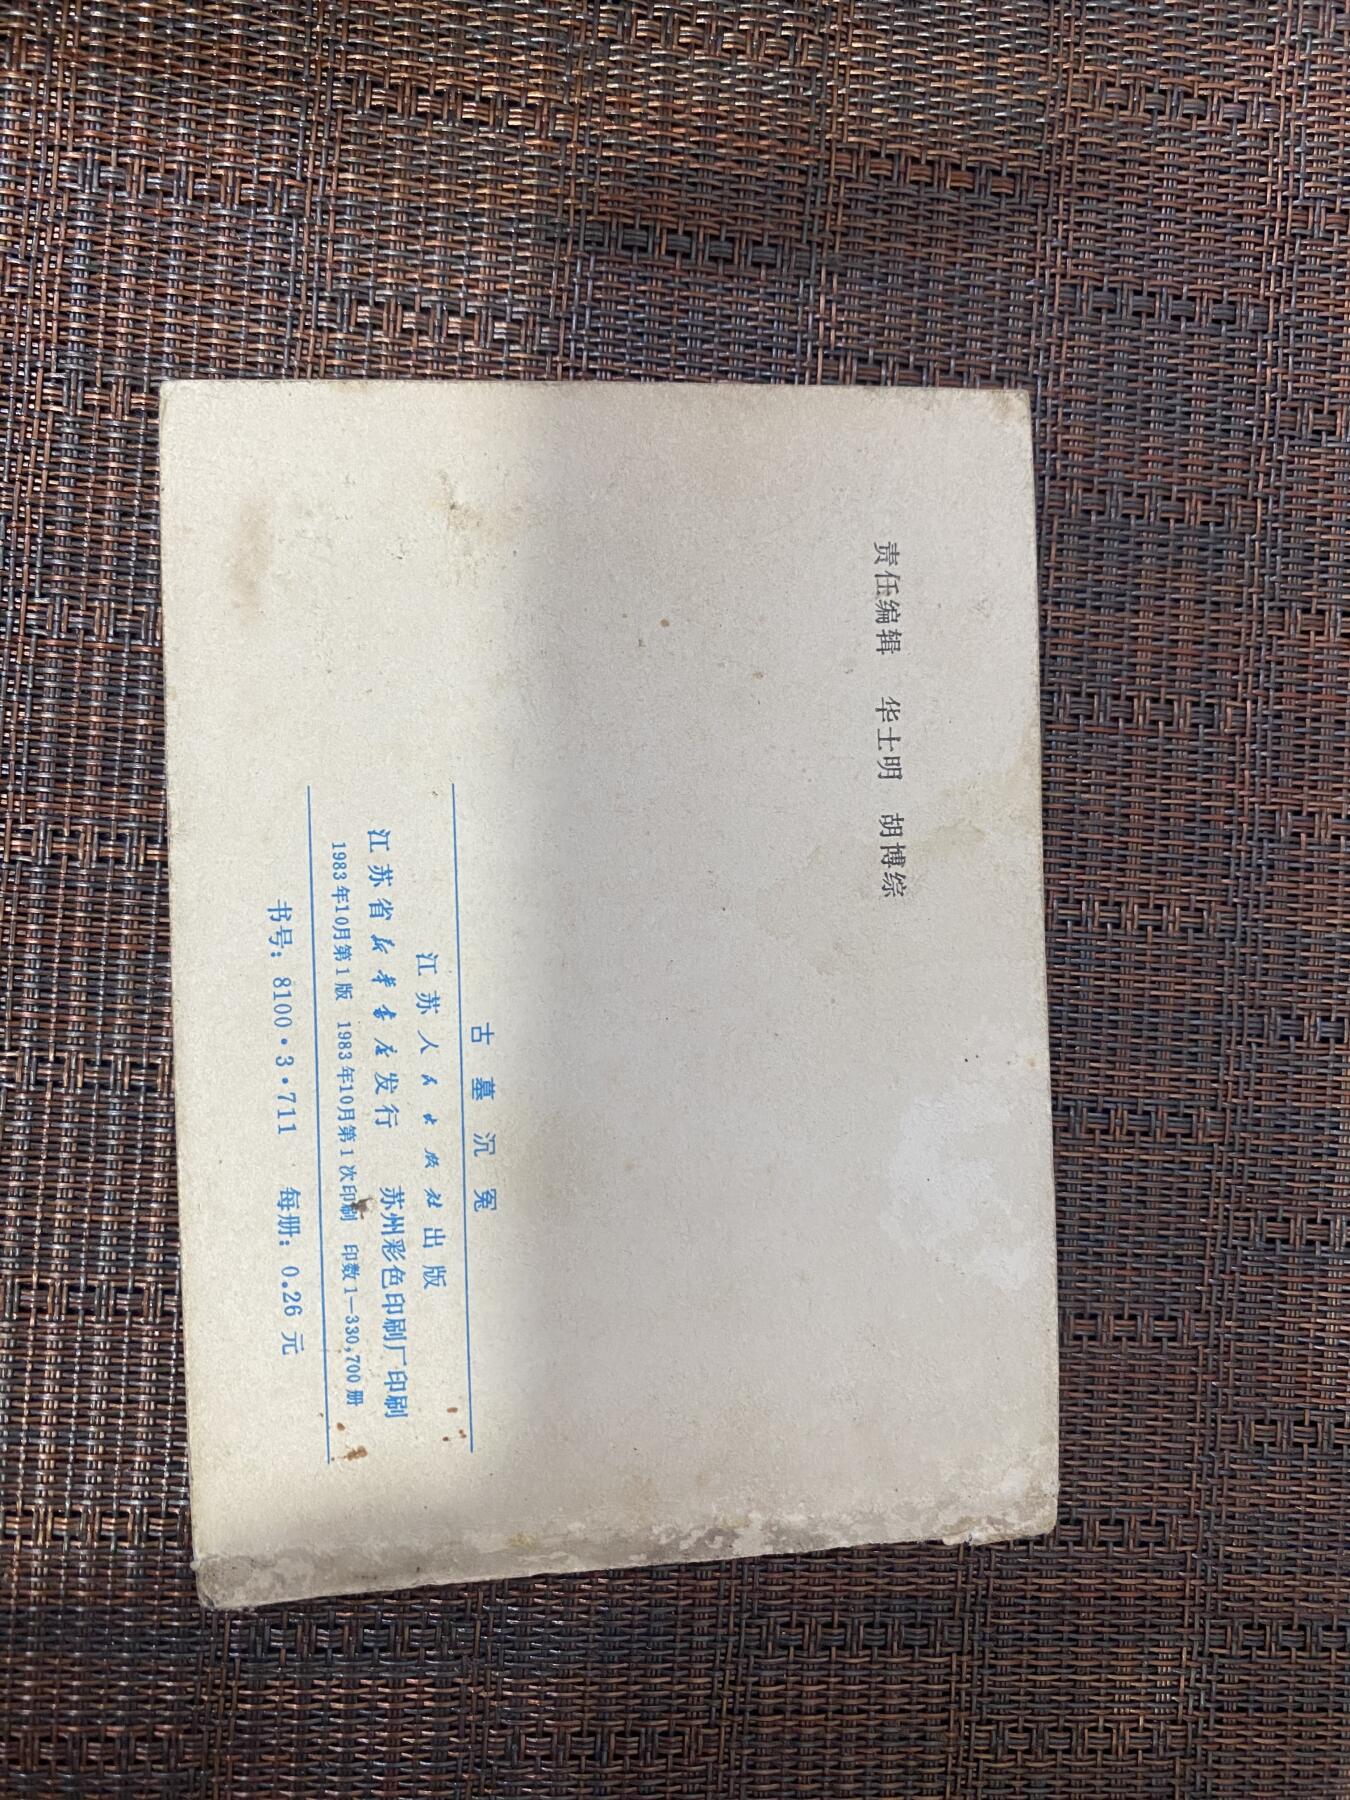 责任编辑 华士明 胡博综
古墓沉冤
江苏人民出版社出版
江苏省新华书店发行 苏州彩色印刷厂印刷
1983年10月第1版 1983年10月第1次印刷 印数1—330,700册
书号：8100·3·711 每册：0.26元